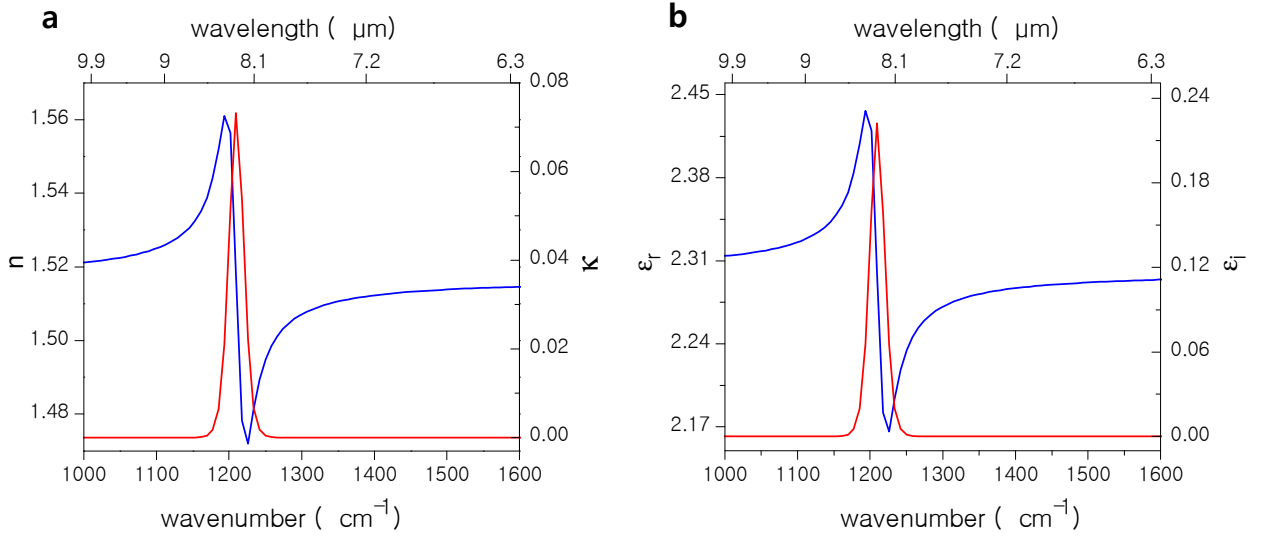 a
wavelength ( μm)
9.9 9 8.1 7.2 6.3
1.56
1.54
1.52
1.50
1.48
n
0.08
0.06
0.04
0.02
0.00
κ
1000 1100 1200 1300 1400 1500 1600
wavenumber ( cm⁻¹)
b
wavelength ( μm)
9.9 9 8.1 7.2 6.3
2.45
2.38
2.31
2.24
2.17
εr
0.24
0.18
0.12
0.06
0.00
εi
1000 1100 1200 1300 1400 1500 1600
wavenumber ( cm⁻¹)